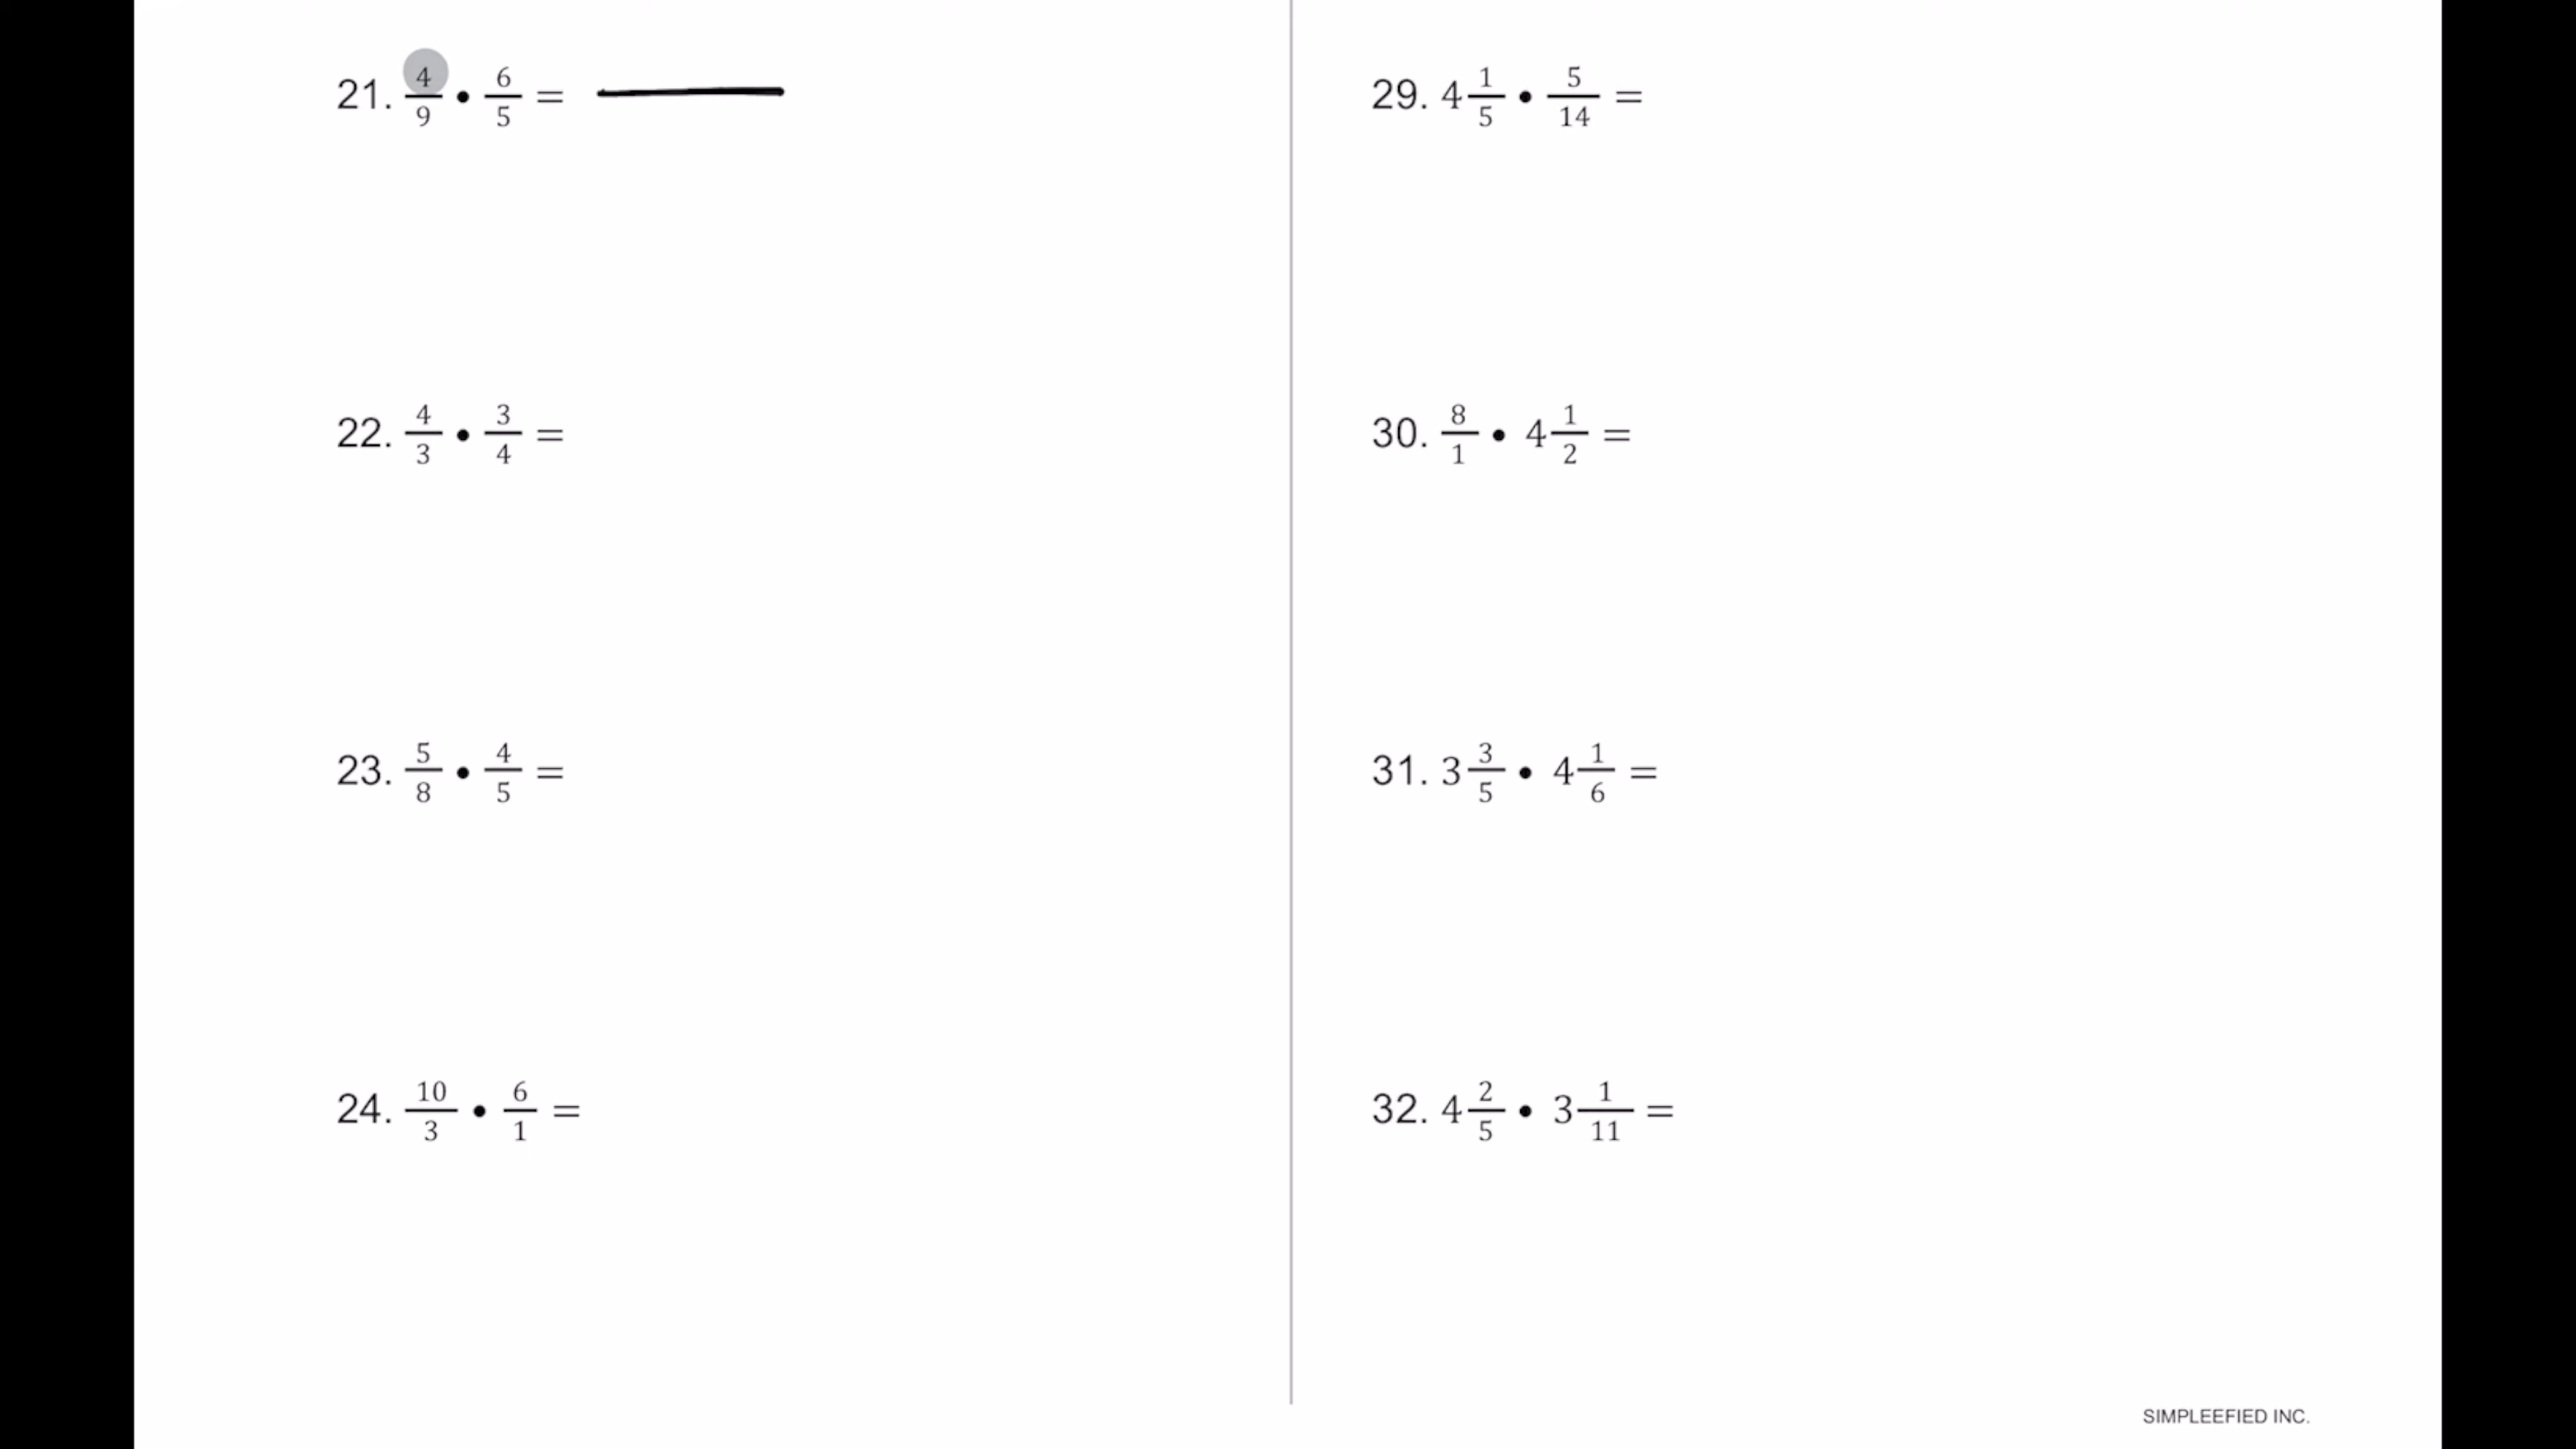 21. 4/9 • 6/5 =
22. 4/3 • 3/4 =
23. 5/8 • 4/5 =
24. 10/3 • 6/1 =
29. 4 1/5 • 5/14 =
30. 8/1 • 4 1/2 =
31. 3 3/5 • 4 1/6 =
32. 4 2/5 • 3 1/11 =
SIMPLEEFIED INC.